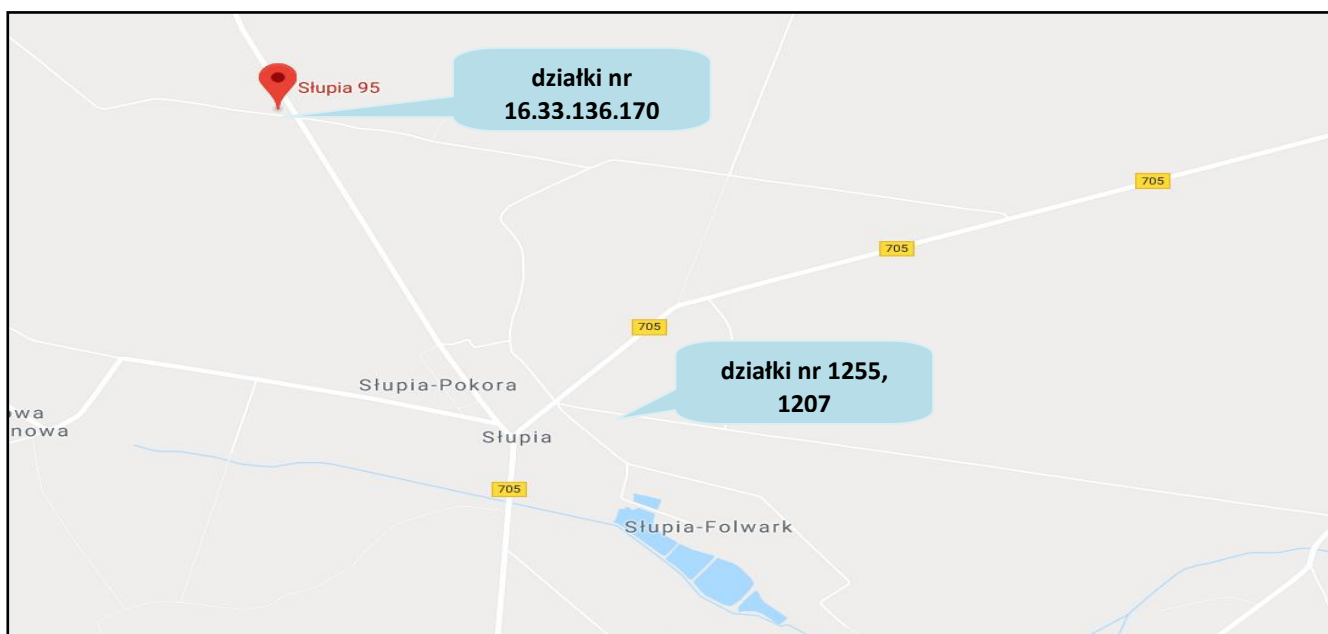 Słupia 95
działki nr
16.33.136.170
705
705
705
działki nr 1255,
1207
Słupia-Pokora
owa
nowa
Słupia
705
Słupia-Folwark